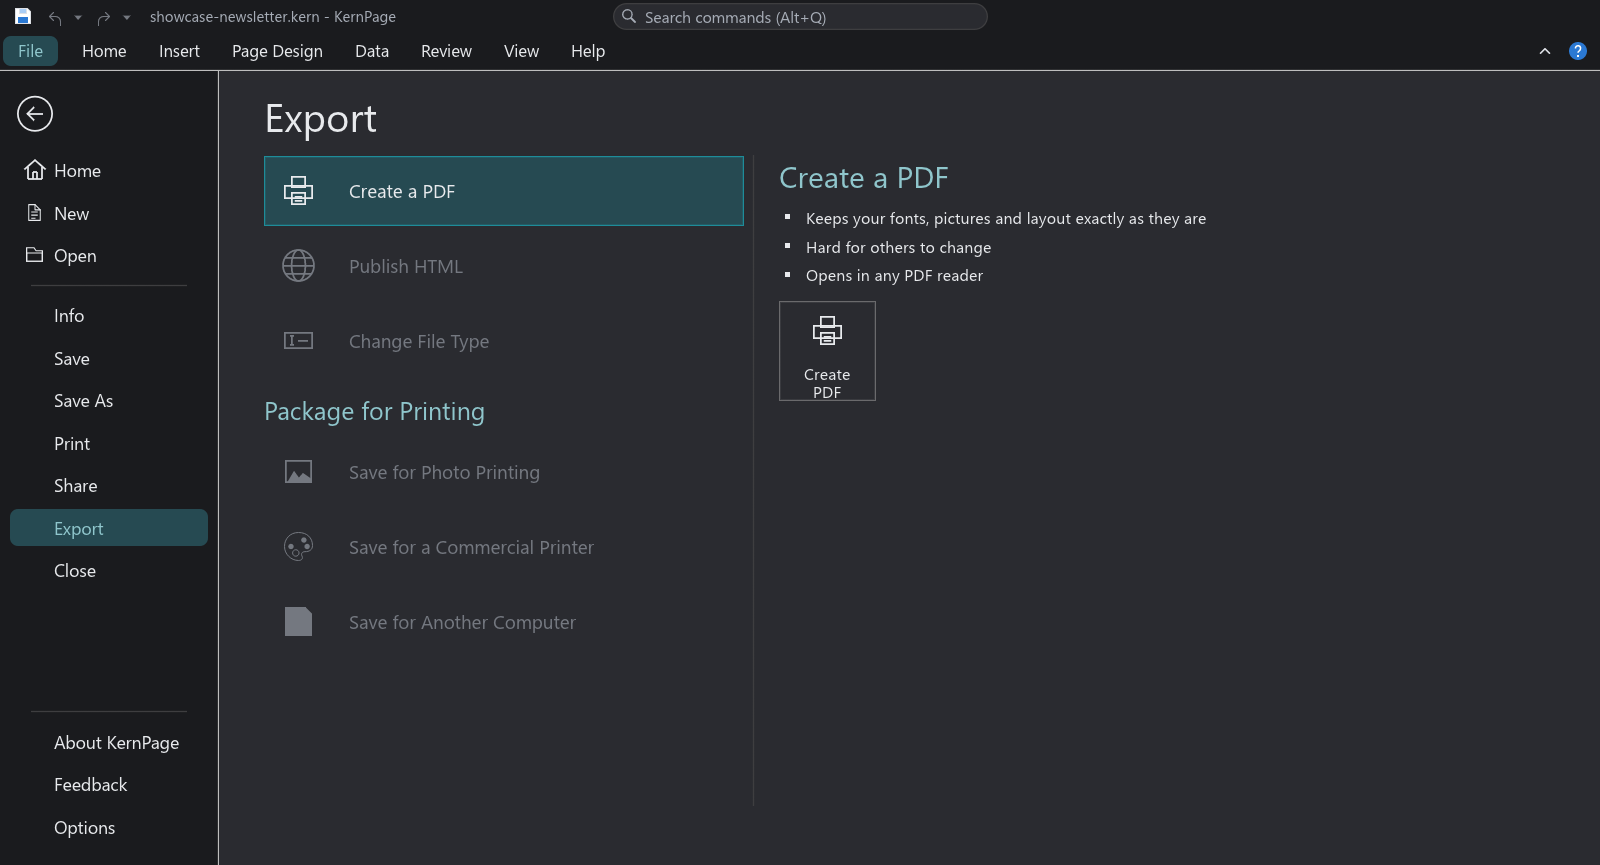 showcase-newsletter.kern - KernPage
Search commands (Alt+Q)
File
Home
Insert
Page Design
Data
Review
View
Help
?
Home
New
Open
Info
Save
Save As
Print
Share
Export
Close
About KernPage
Feedback
Options
Export
Create a PDF
Publish HTML
Change File Type
Package for Printing
Save for Photo Printing
Save for a Commercial Printer
Save for Another Computer
Create a PDF
Keeps your fonts, pictures and layout exactly as they are
Hard for others to change
Opens in any PDF reader
Create
PDF